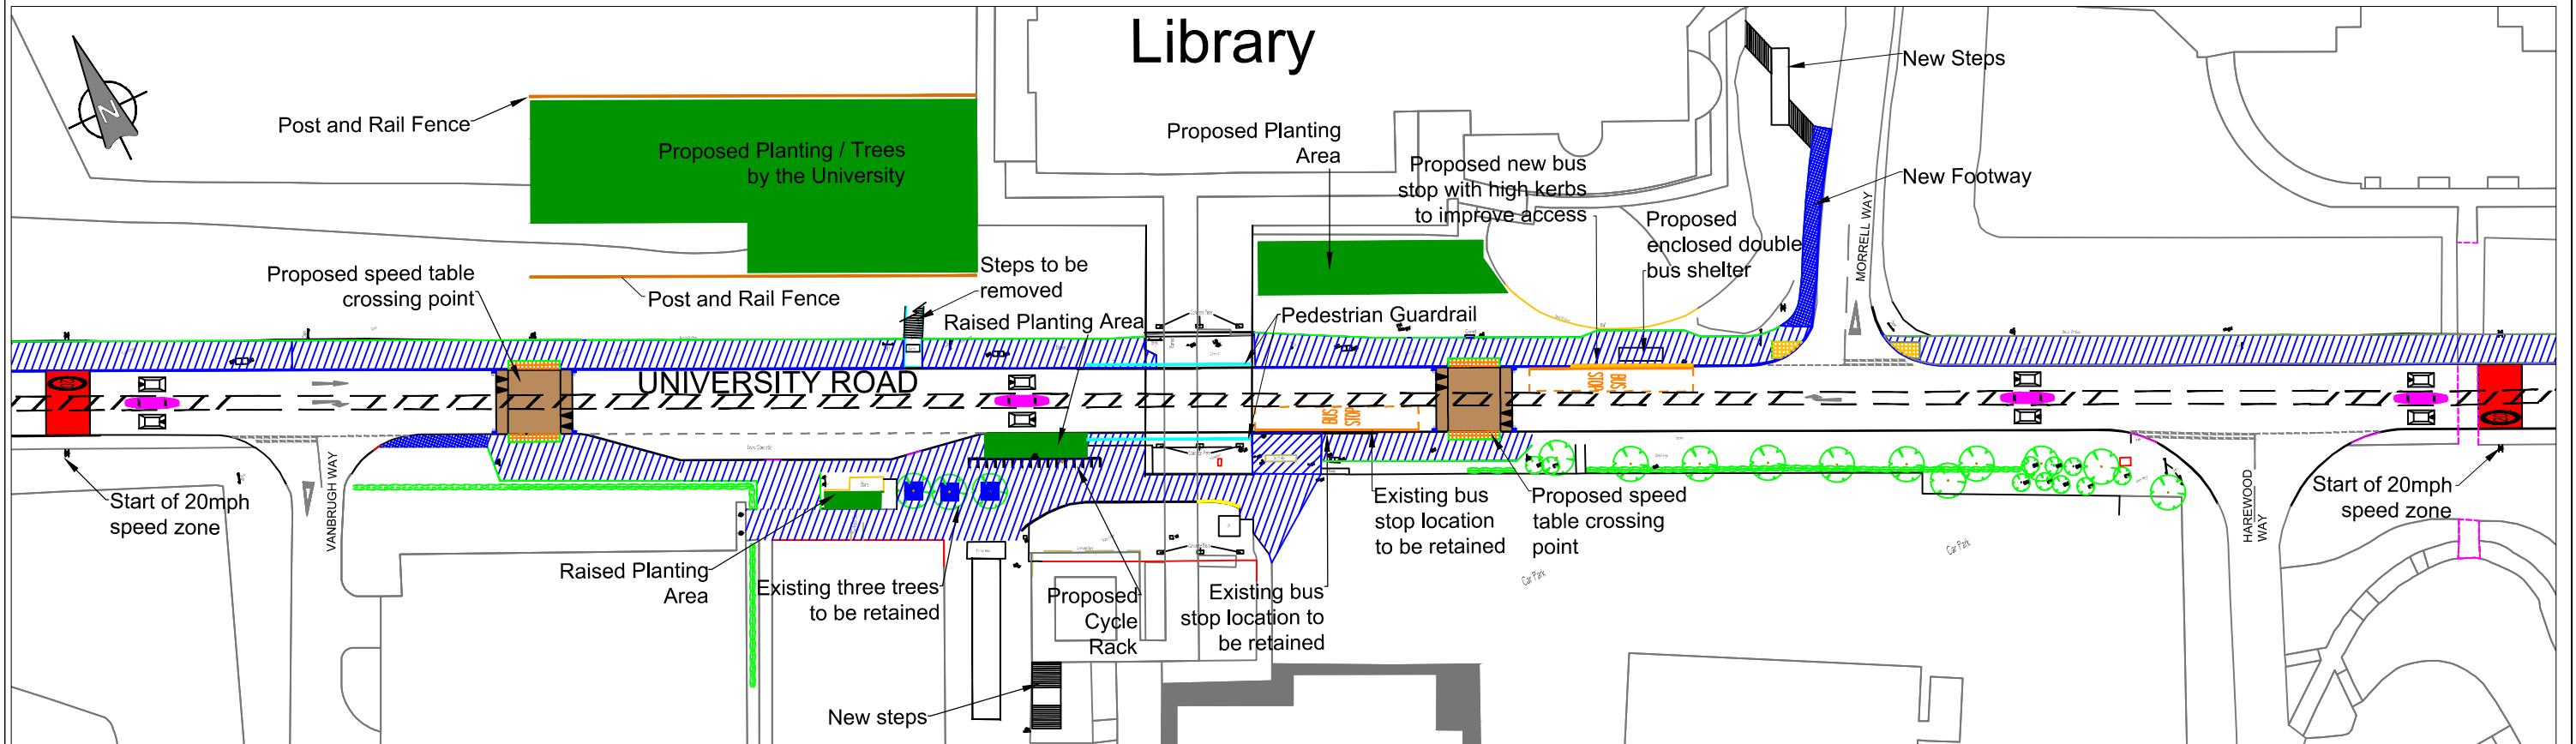 Library
N
Post and Rail Fence
Proposed Planting / Trees
by the University
Proposed Planting
Area
Proposed new bus
stop with high kerbs
to improve access
Proposed
enclosed double
bus shelter
New Steps
New Footway
MORRELL WAY
Proposed speed table
crossing point
Post and Rail Fence
Steps to be
removed
Raised Planting Area
Pedestrian Guardrail
UNIVERSITY ROAD
20
BUS
STOP
BUS
STOP
20
Start of 20mph
speed zone
VANBRUGH WAY
Raised Planting
Area
Existing three trees
to be retained
Proposed
Cycle
Rack
Existing bus
stop location to
be retained
Existing bus
stop location
to be retained
Proposed speed
table crossing
point
Car Park
Car Park
HAREWOOD
WAY
Start of 20mph
speed zone
New steps